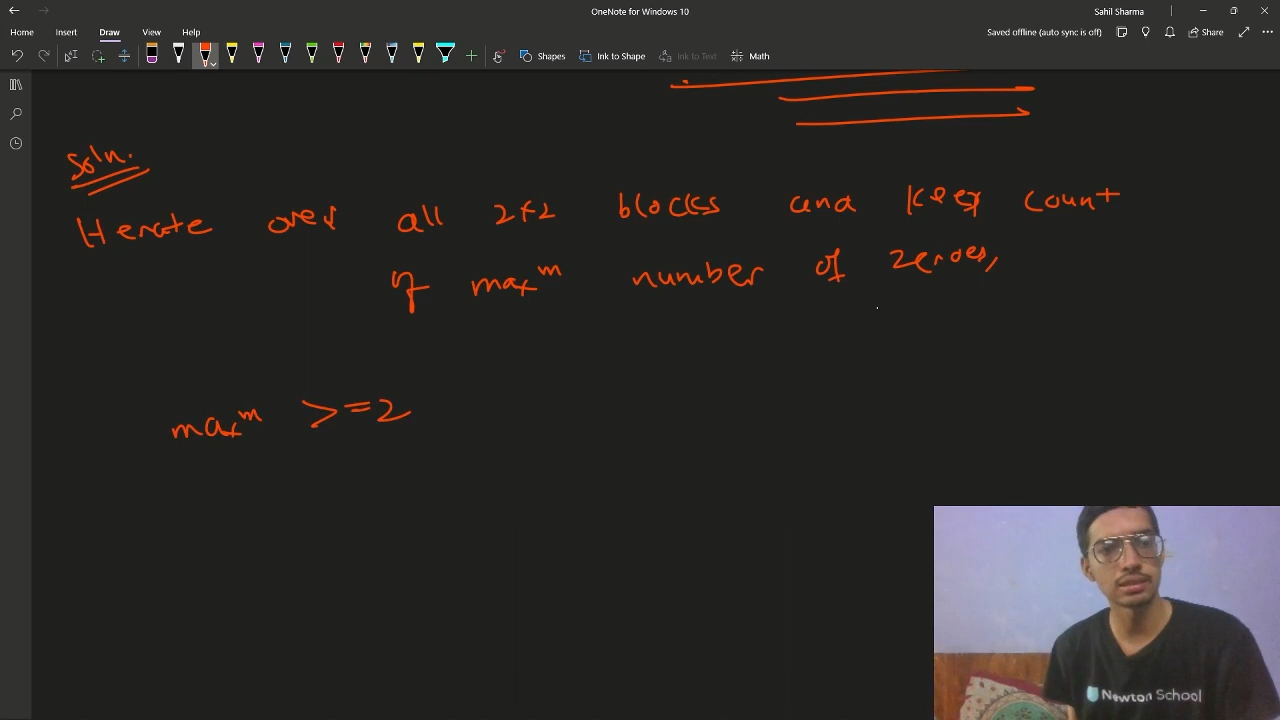 OneNote for Windows 10
Sahil Sharma
Home Insert Draw View Help
Saved offline (auto sync is off)
Share
Shapes
Ink to Shape
Ink to Text
Math
Soln.
Iterate over all 2x2 blocks and keep count
of maxm number of zeroes,
maxm >=2
Newton School